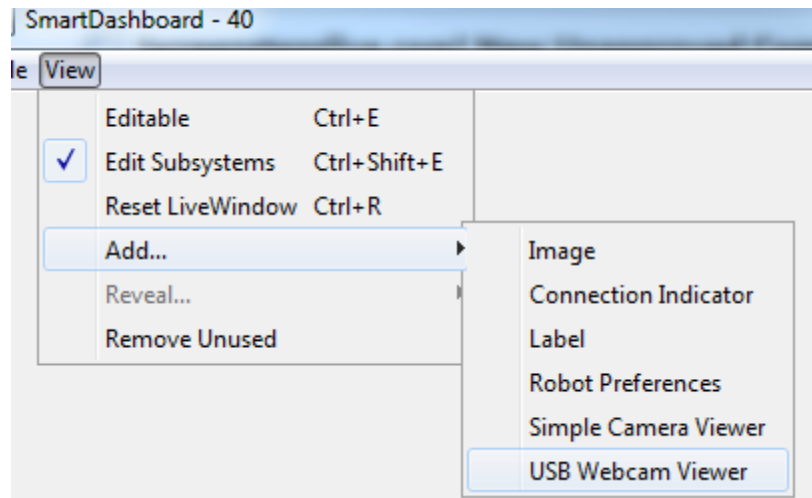 SmartDashboard - 40
le View
Editable Ctrl+E
Edit Subsystems Ctrl+Shift+E
Reset LiveWindow Ctrl+R
Add...
Reveal...
Remove Unused
Image
Connection Indicator
Label
Robot Preferences
Simple Camera Viewer
USB Webcam Viewer